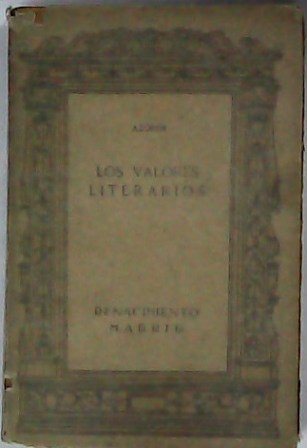 AZORIN
LOS VALORES
LITERARIOS
RENACIMIENTO
MADRID